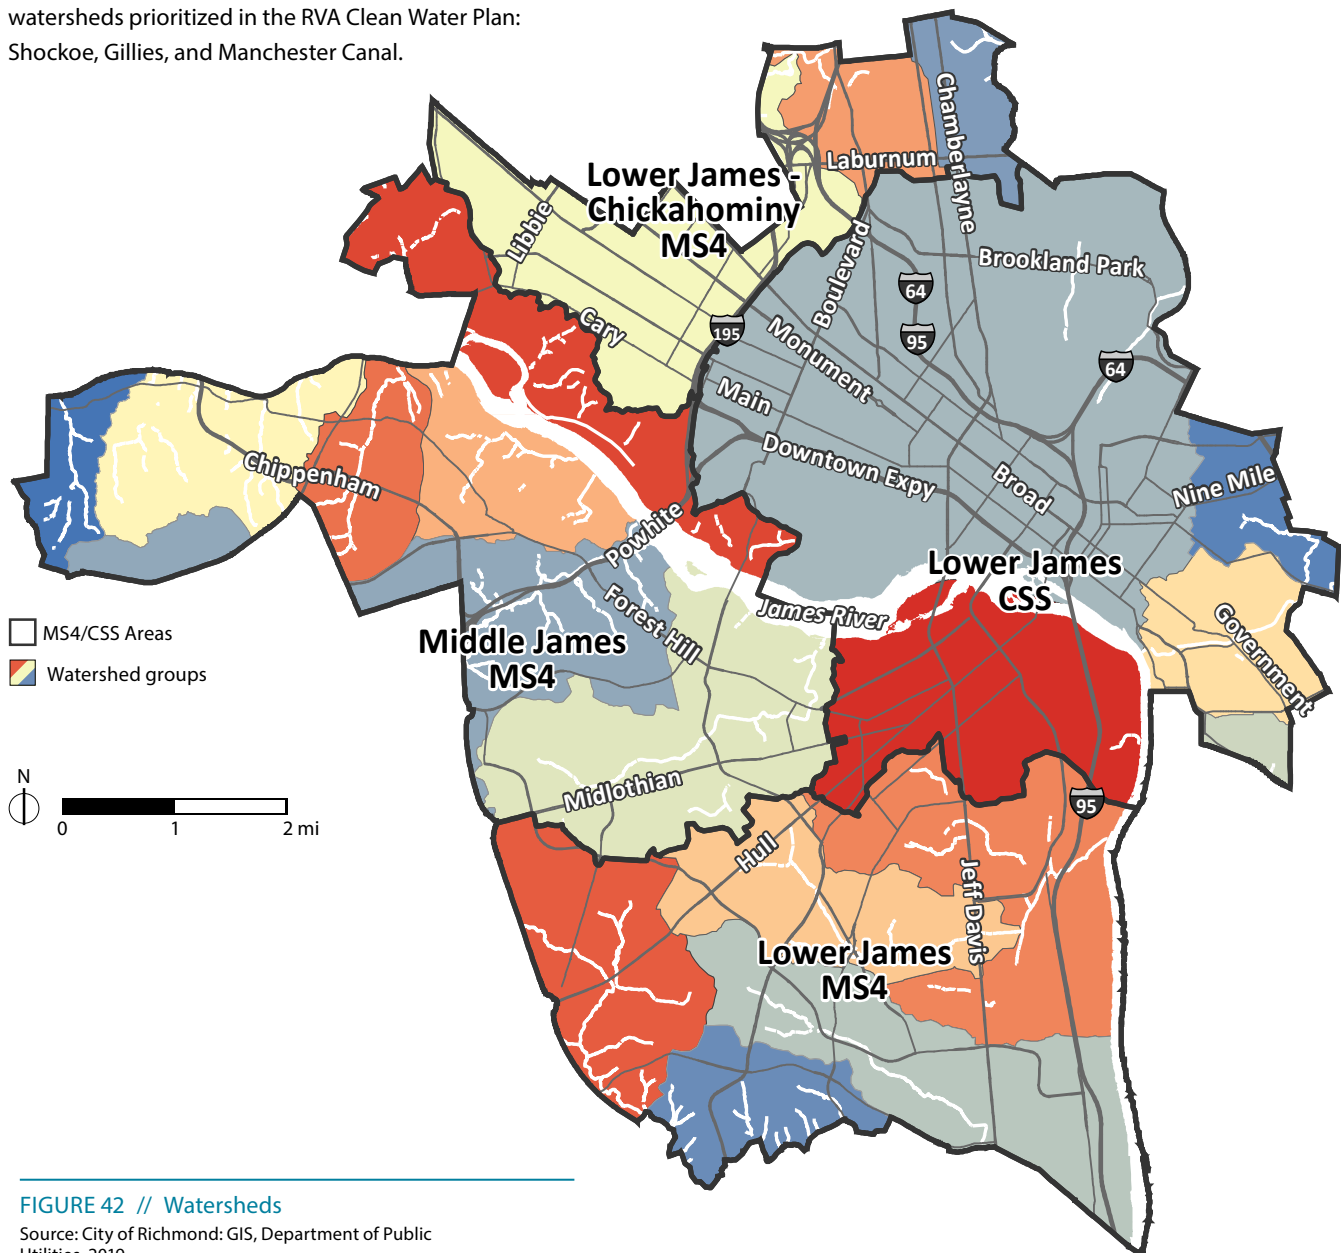 watersheds prioritized in the RVA Clean Water Plan:
Shockoe, Gillies, and Manchester Canal.
Chamberlayne
Laburnum
Lower James -
Chickahominy
MS4
Libbie
Boulevard
Brookland Park
64
95
195
Cary
Monument
64
Main
Downtown Expy
Broad
Nine Mile
Chippenham
Powhite
Lower James
CSS
James River
Forest Hill
Government
MS4/CSS Areas
Middle James
MS4
Watershed groups
N
0 1 2 mi
Midlothian
95
Hull
Jeff Davis
Lower James
MS4
FIGURE 42 // Watersheds
Source: City of Richmond: GIS, Department of Public
Utilities, 2019